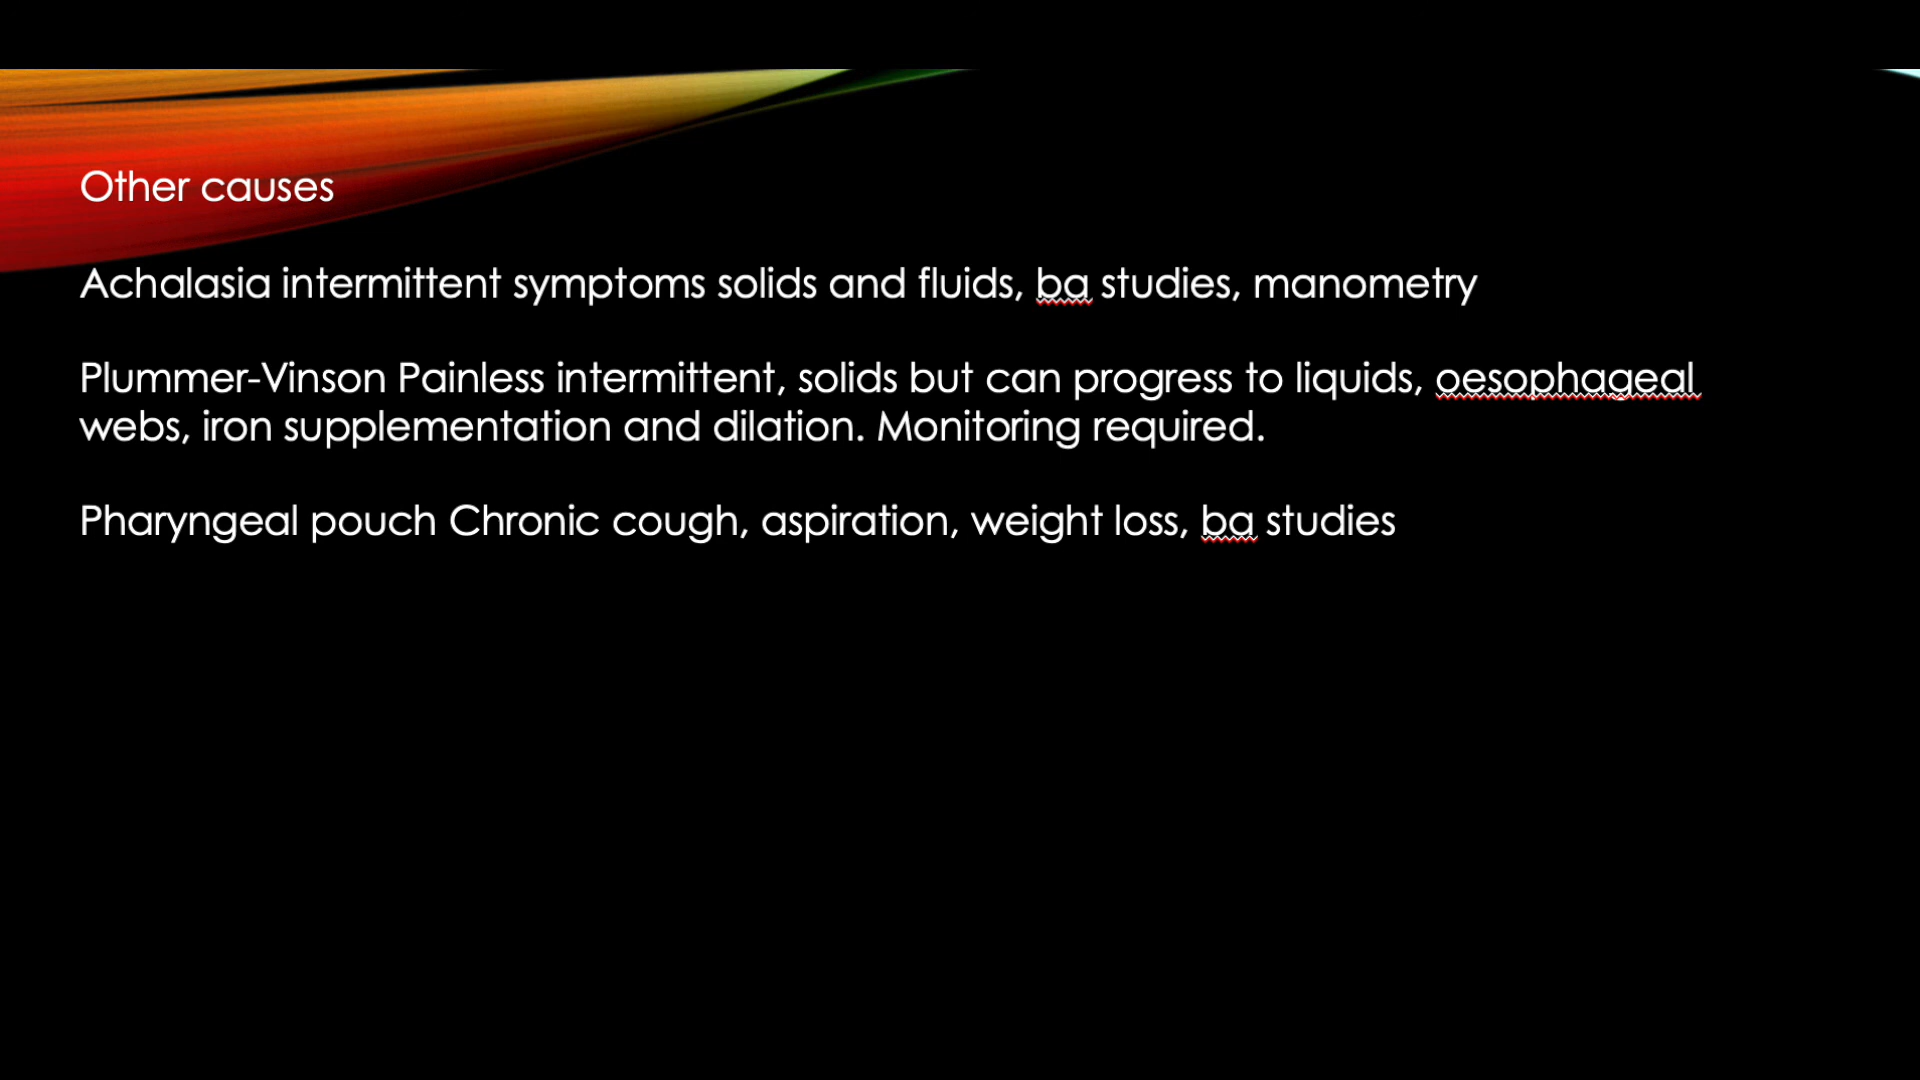 Other causes
Achalasia intermittent symptoms solids and fluids, ba studies, manometry
Plummer-Vinson Painless intermittent, solids but can progress to liquids, oesophageal
webs, iron supplementation and dilation. Monitoring required.
Pharyngeal pouch Chronic cough, aspiration, weight loss, ba studies